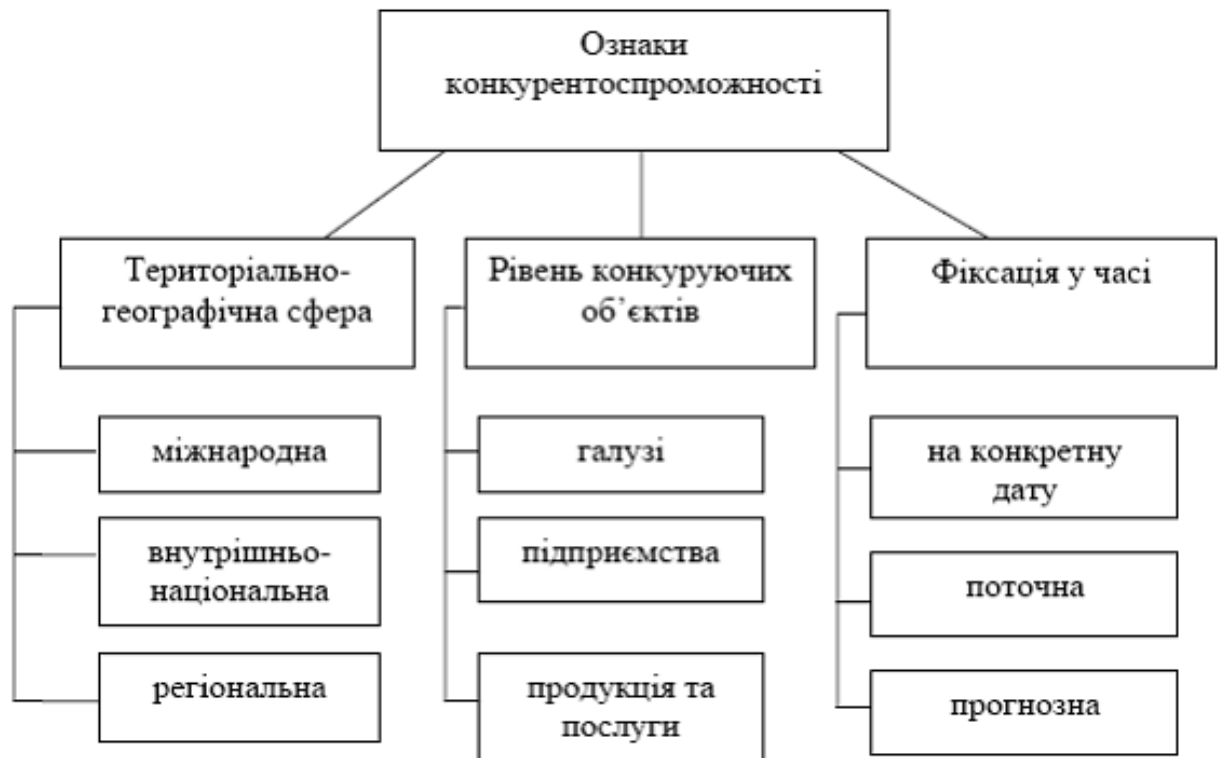 Ознаки
конкурентоспроможності
Територіально-
географічна сфера
міжнародна
внутрішньо-
національна
регіональна
Рівень конкуруючих
об’єктів
галузі
підприємства
продукція та
послуги
Фіксація у часі
на конкретну
дату
поточна
прогнозна